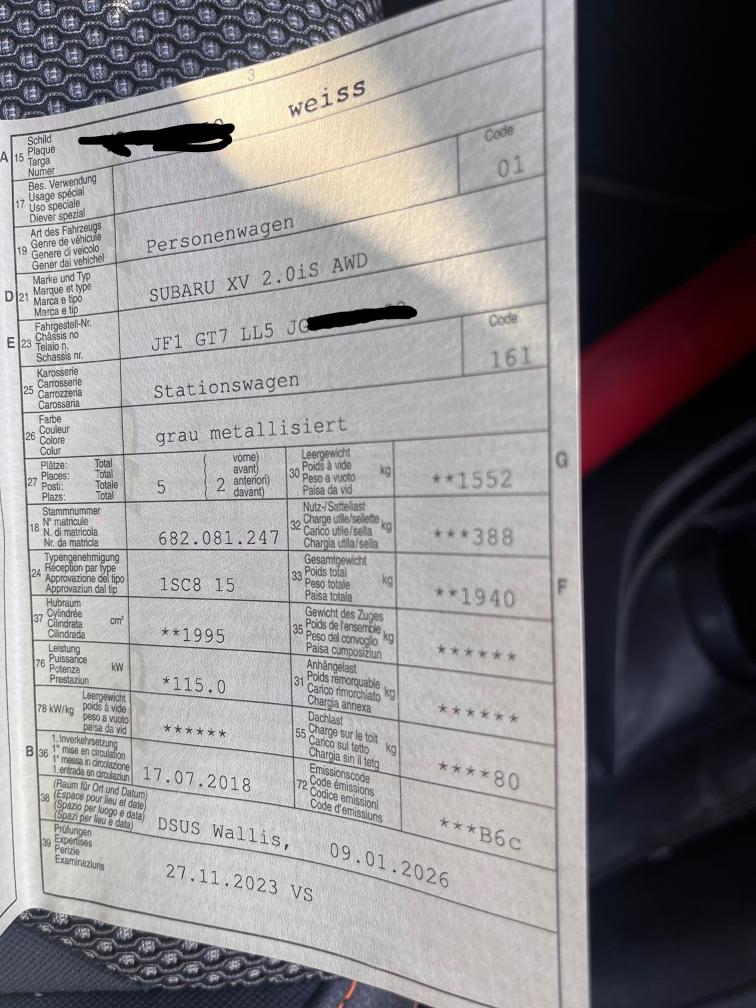 3
A 15 Schild
Plaque
Targa
Numer
weiss
17 Bes. Verwendung
Usage spécial
Uso speciale
Diever spezial
Code
01
19 Art des Fahrzeugs
Genre de véhicule
Genere di veicolo
Gener dal vehichel
Personenwagen
D 21 Marke und Typ
Marque et type
Marca e tipo
Marca e tip
SUBARU XV 2.0iS AWD
E 23 Fahrgestell-Nr.
Châssis no
Telaio n.
Schassis nr.
JF1 GT7 LL5 JG
25 Karosserie
Carrosserie
Carrozzeria
Carossaria
Stationswagen
Code
161
26 Farbe
Couleur
Colore
Colur
grau metallisiert
27 Plätze: Total
Places: Total
Posti: Totale
Plazs: Total
5
2
vorne)
avant)
anteriori)
davant)
G
30 Leergewicht
Poids à vide
Peso a vuoto
Paisa da vid
kg
**1552
18 Stammnummer
N° matricule
N. di matricola
Nr. da matricla
682.081.247
32 Nutz-/Sattellast
Charge utile/sellette
Carico utile/sella
Chargia utila/sella
kg
***388
24 Typengenehmigung
Réception par type
Approvazione del tipo
Approvaziun dal tip
1SC8 15
F
33 Gesamtgewicht
Poids total
Peso totale
Paisa totala
kg
**1940
37 Hubraum
Cylindrée
Cilindrata
Cilindrada
cm³
**1995
35 Gewicht des Zuges
Poids de l'ensemble
Peso del convoglio
Paisa cumposiziun
kg
******
76 Leistung
Puissance
Potenza
Prestaziun
kW
*115.0
31 Anhängelast
Poids remorquable
Carico rimorchiato
Chargia annexa
kg
******
78 kW/kg
Leergewicht
poids à vide
peso a vuoto
paisa da vid
******
55 Dachlast
Charge sur le toit
Carico sul tetto
Chargia sin il tetg
kg
****80
B 36 1. Inverkehrsetzung
1re mise en circulation
1a messa in circolazione
1. entrada en circulaziun
17.07.2018
72 Emissionscode
Code émissions
Codice emissioni
Code d'emissiuns
***B6c
38 (Raum für Ort und Datum)
(Espace pour lieu et date)
(Spazio per luogo e data)
(Spazi per lieu e data)
DSUS Wallis, 09.01.2026
39 Prüfungen
Expertises
Perizie
Examinaziuns
27.11.2023 VS